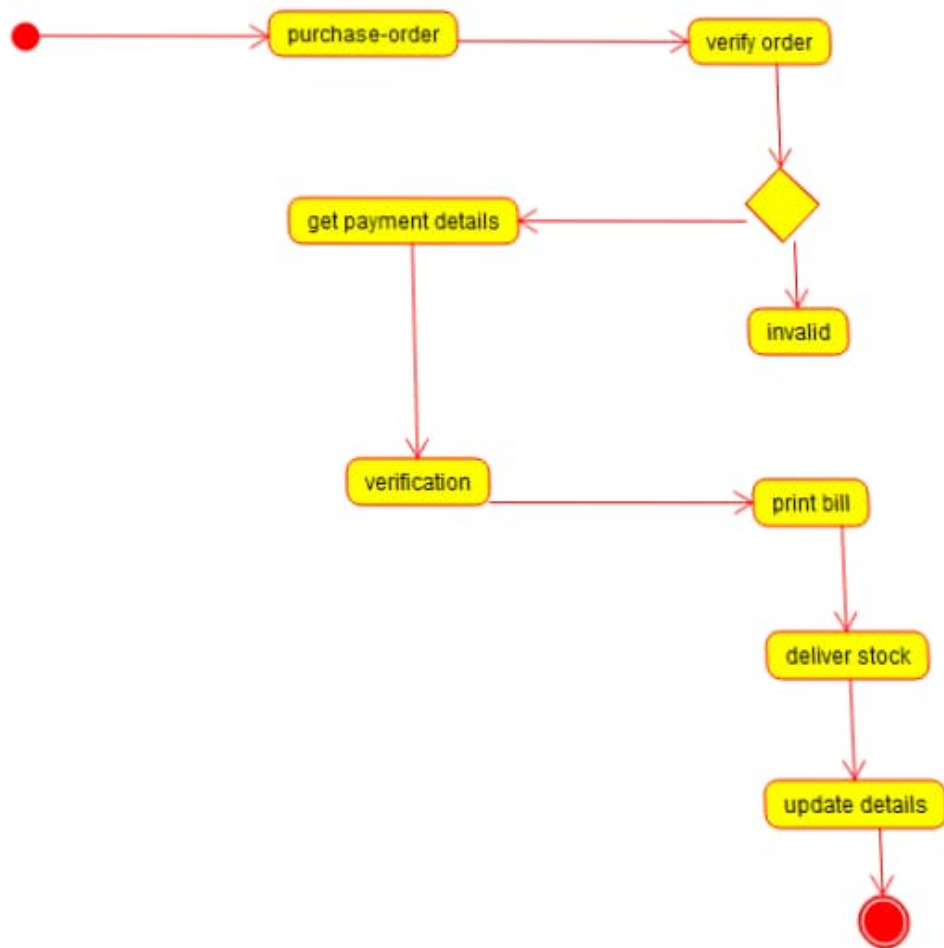 purchase-order
verify order
get payment details
invalid
verification
print bill
deliver stock
update details